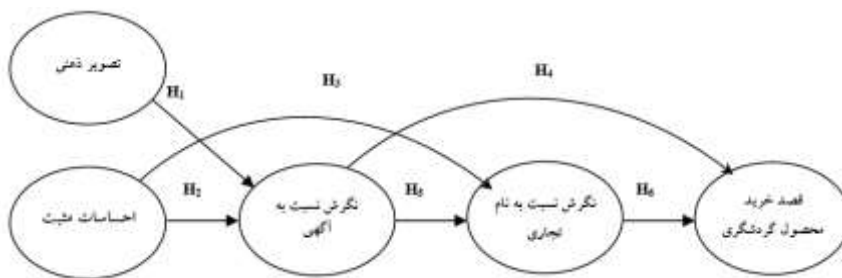 تصویر ذهنی
H1
H3
H4
احساسات مثبت
H2
نگرش نسبت به
آگهی
H5
نگرش نسبت به نام
تجاری
H6
قصد خرید
محصول گردشگری